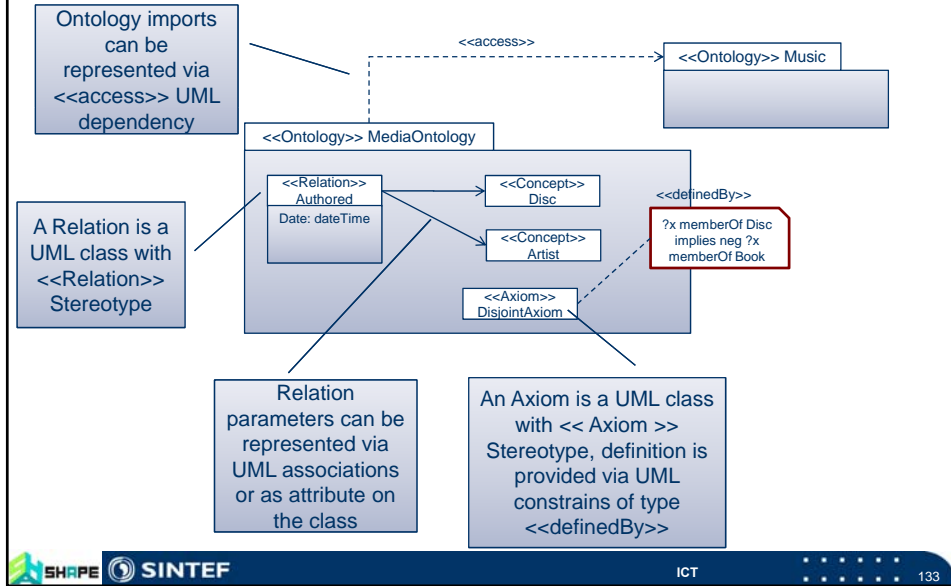 Ontology imports
can be
represented via
<<access>> UML
dependency
<<access>>
<<Ontology>> Music
<<Ontology>> MediaOntology
<<Relation>>
Authored
Date: dateTime
<<Concept>>
Disc
<<Concept>>
Artist
<<Axiom>>
DisjointAxiom
<<definedBy>>
?x memberOf Disc
implies neg ?x
memberOf Book
A Relation is a
UML class with
<<Relation>>
Stereotype
Relation
parameters can be
represented via
UML associations
or as attribute on
the class
An Axiom is a UML class
with << Axiom >>
Stereotype, definition is
provided via UML
constrains of type
<<definedBy>>
SHAPE SINTEF ICT 133